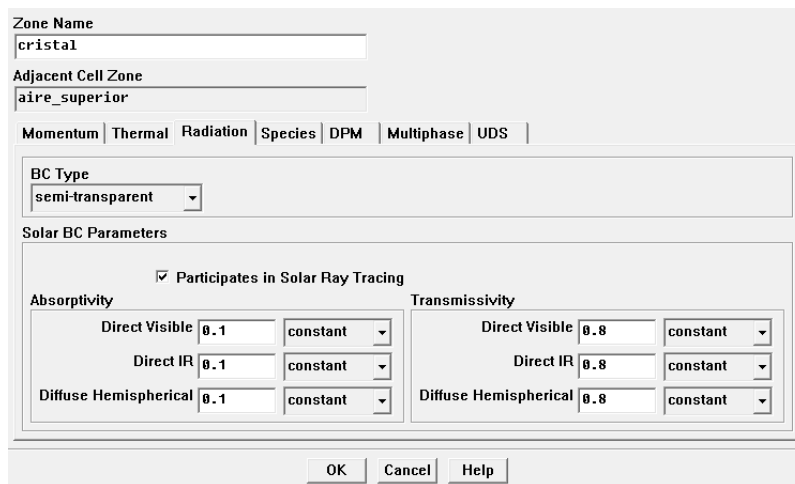 Zone Name
cristal
Adjacent Cell Zone
aire_superior
Momentum Thermal Radiation Species DPM Multiphase UDS
BC Type
semi-transparent
Solar BC Parameters
Participates in Solar Ray Tracing
Absorptivity Transmissivity
Direct Visible 0.1 constant Direct Visible 0.8 constant
Direct IR 0.1 constant Direct IR 0.8 constant
Diffuse Hemispherical 0.1 constant Diffuse Hemispherical 0.8 constant
OK Cancel Help